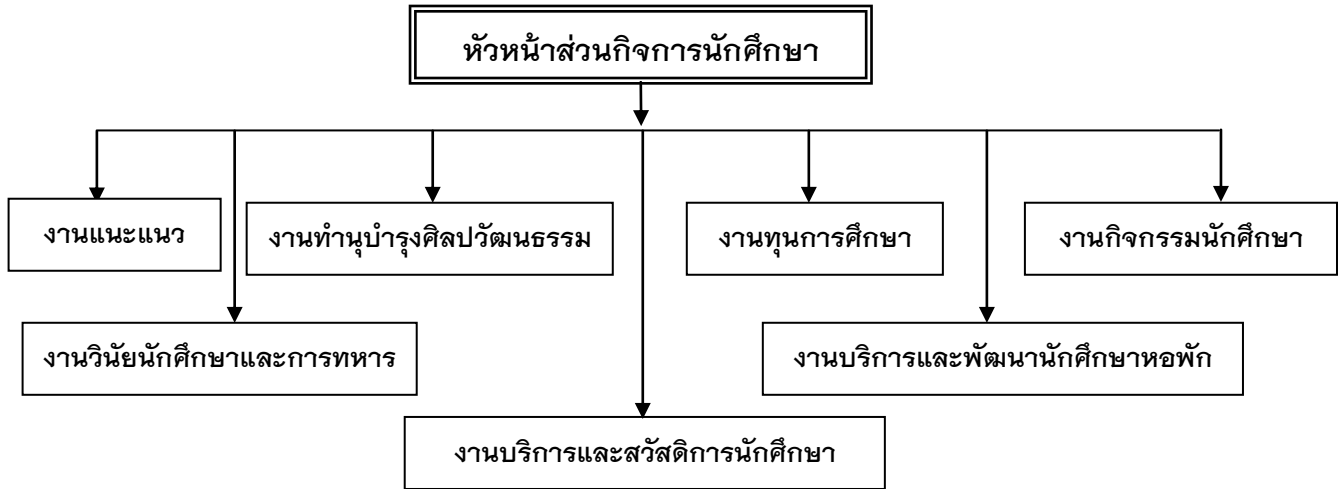 หัวหน้าส่วนกิจการนักศึกษา
งานแนะแนว
งานทำนุบำรุงศิลปวัฒนธรรม
งานทุนการศึกษา
งานกิจกรรมนักศึกษา
งานวินัยนักศึกษาและการทหาร
งานบริการและพัฒนานักศึกษาหอพัก
งานบริการและสวัสดิการนักศึกษา